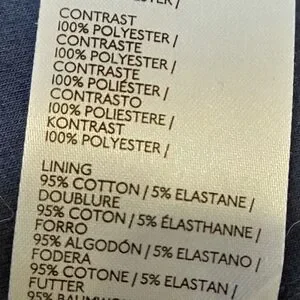 CONTRAST
100% POLYESTER /
CONTRASTE
100% POLYESTER /
CONTRASTE
100% POLIÉSTER /
CONTRASTO
100% POLIESTERE /
KONTRAST
100% POLYESTER /
LINING
95% COTTON / 5% ELASTANE /
DOUBLURE
95% COTON / 5% ÉLASTHANNE /
FORRO
95% ALGODÓN / 5% ELASTANO /
FODERA
95% COTONE / 5% ELASTAN /
FUTTER